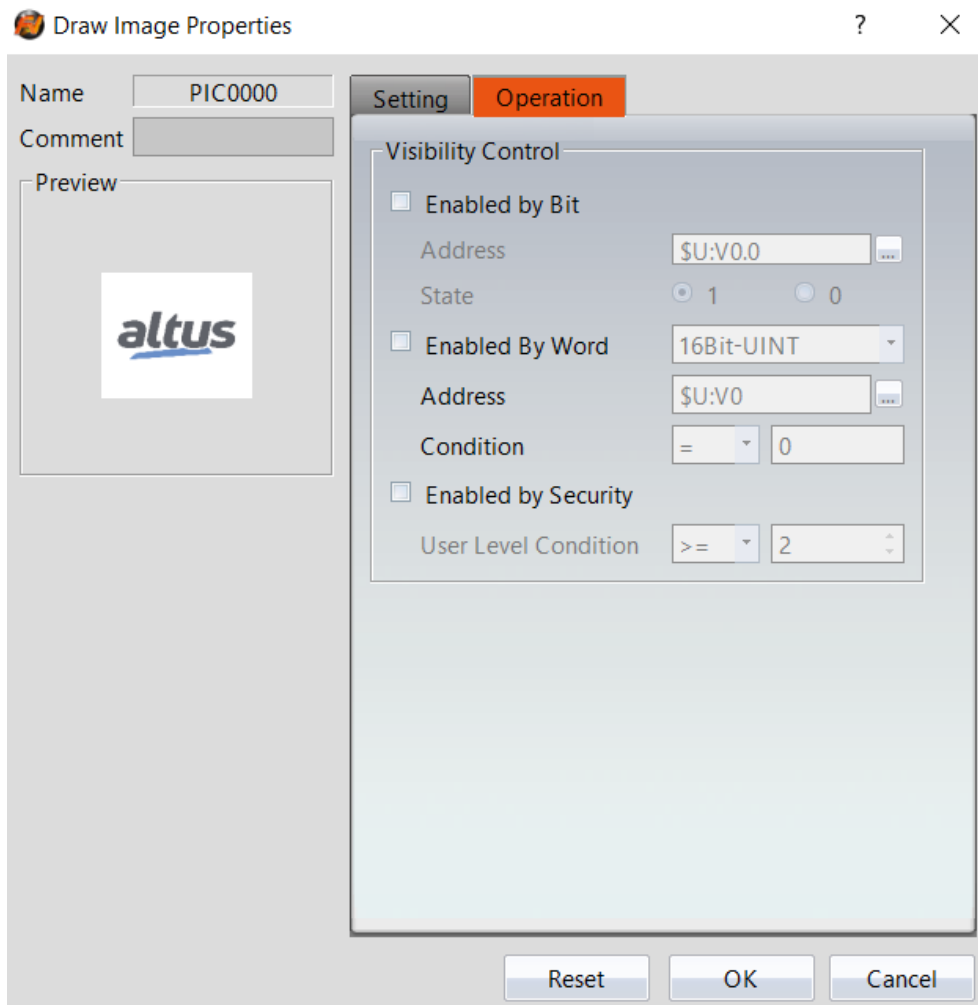 Draw Image Properties ?
Name PIC0000
Comment
Preview
altus
Setting Operation
Visibility Control
Enabled by Bit
Address $U:V0.0 ...
State 1 0
Enabled By Word 16Bit-UINT
Address $U:V0 ...
Condition = 0
Enabled by Security
User Level Condition >= 2
Reset OK Cancel